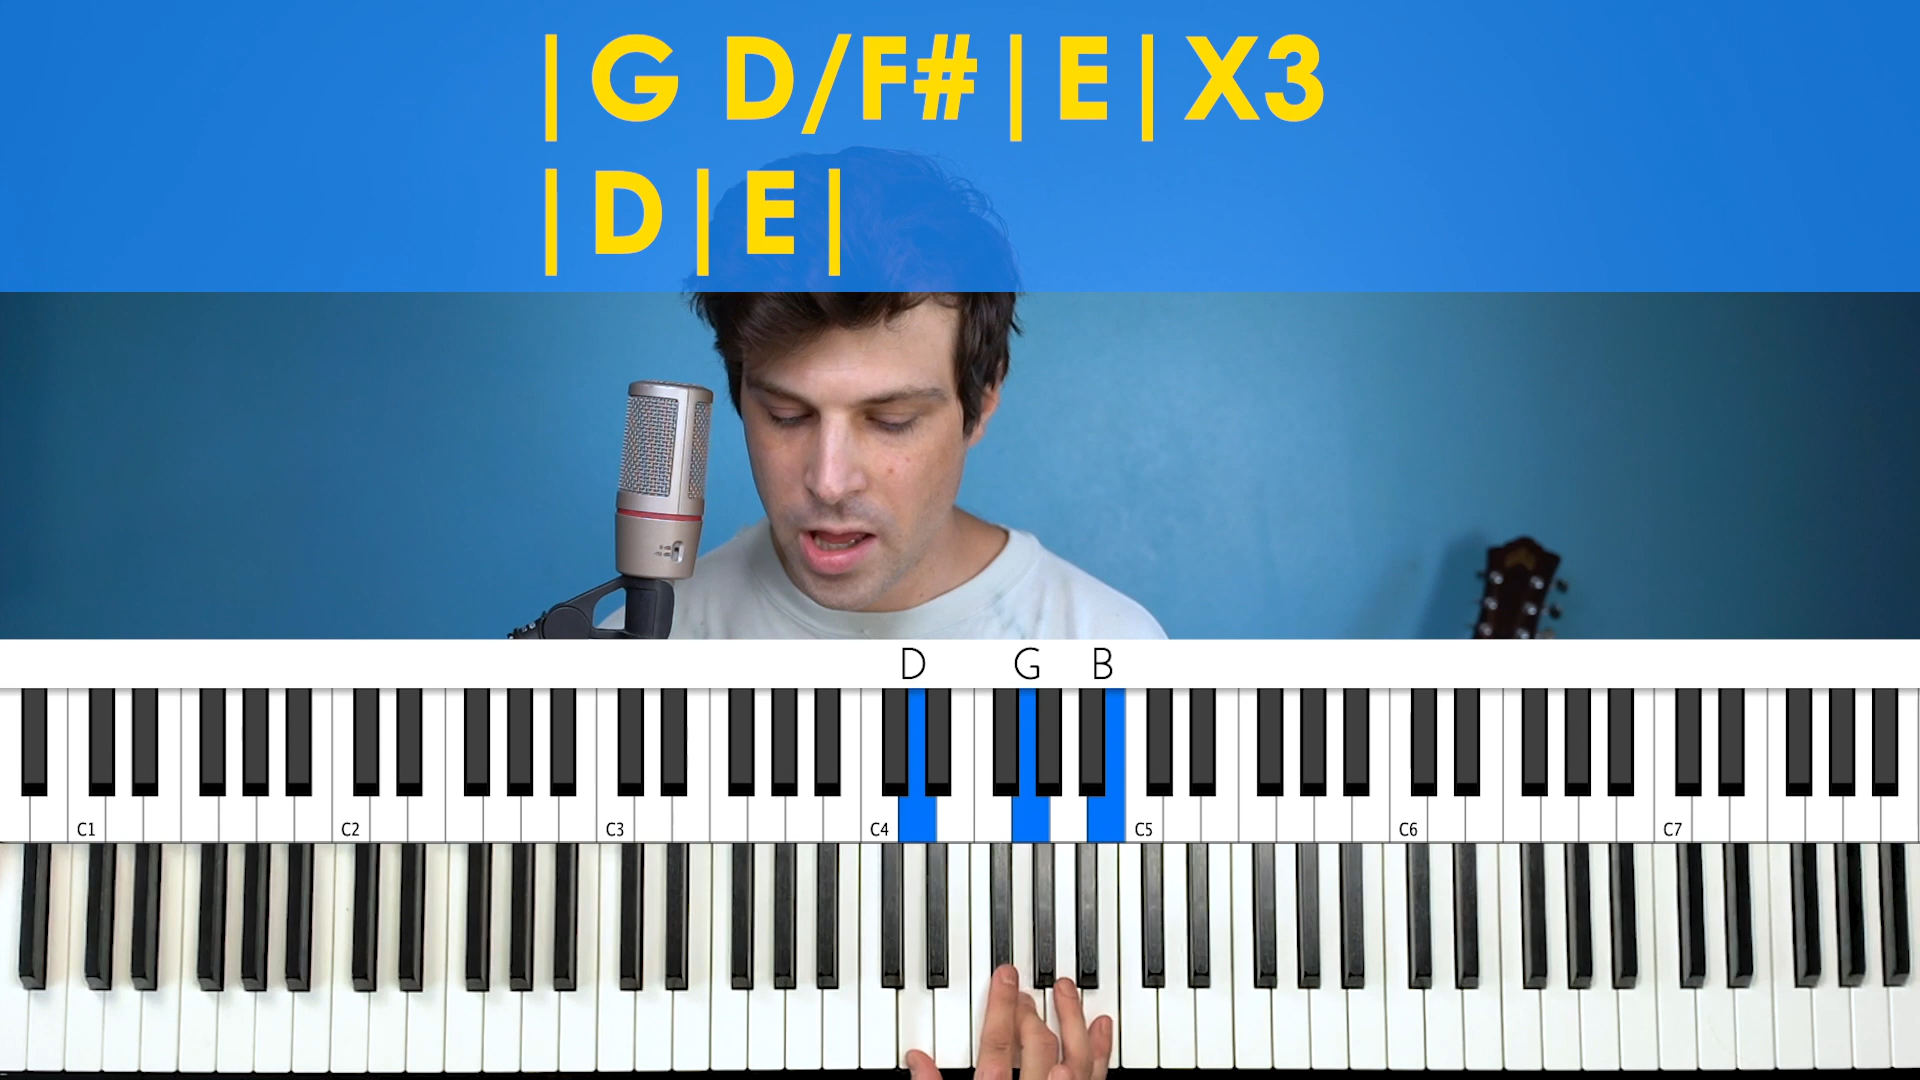 | G D/F# | E | X3
| D | E |
D G B
C1 C2 C3 C4 C5 C6 C7